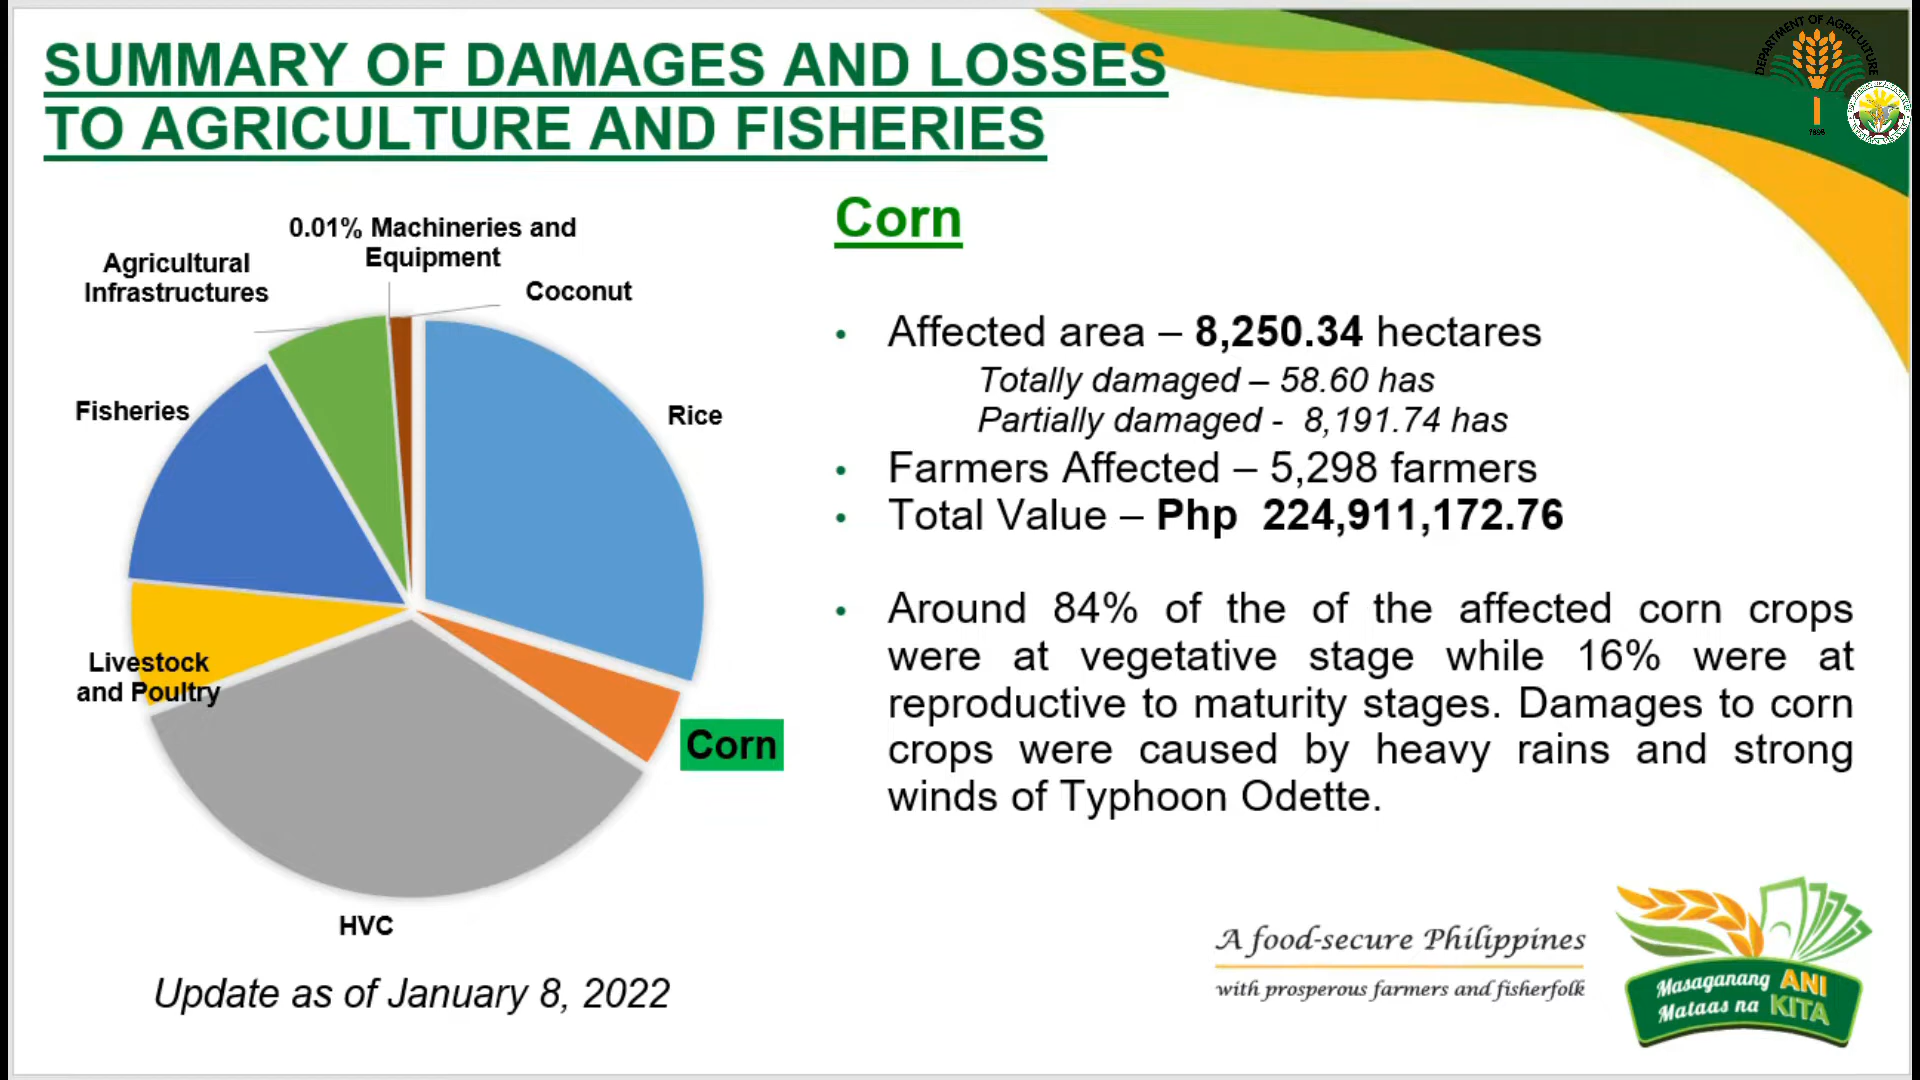 SUMMARY OF DAMAGES AND LOSSES
TO AGRICULTURE AND FISHERIES
DEPARTMENT OF AGRICULTURE
1898
0.01% Machineries and
Equipment
Agricultural
Infrastructures
Coconut
Fisheries
Rice
Livestock
and Poultry
Corn
HVC
Update as of January 8, 2022
Corn
• Affected area – 8,250.34 hectares
Totally damaged – 58.60 has
Partially damaged - 8,191.74 has
• Farmers Affected – 5,298 farmers
• Total Value – Php 224,911,172.76
• Around 84% of the of the affected corn crops
were at vegetative stage while 16% were at
reproductive to maturity stages. Damages to corn
crops were caused by heavy rains and strong
winds of Typhoon Odette.
A food-secure Philippines
with prosperous farmers and fisherfolk
Masaganang ANI
Mataas na KITA